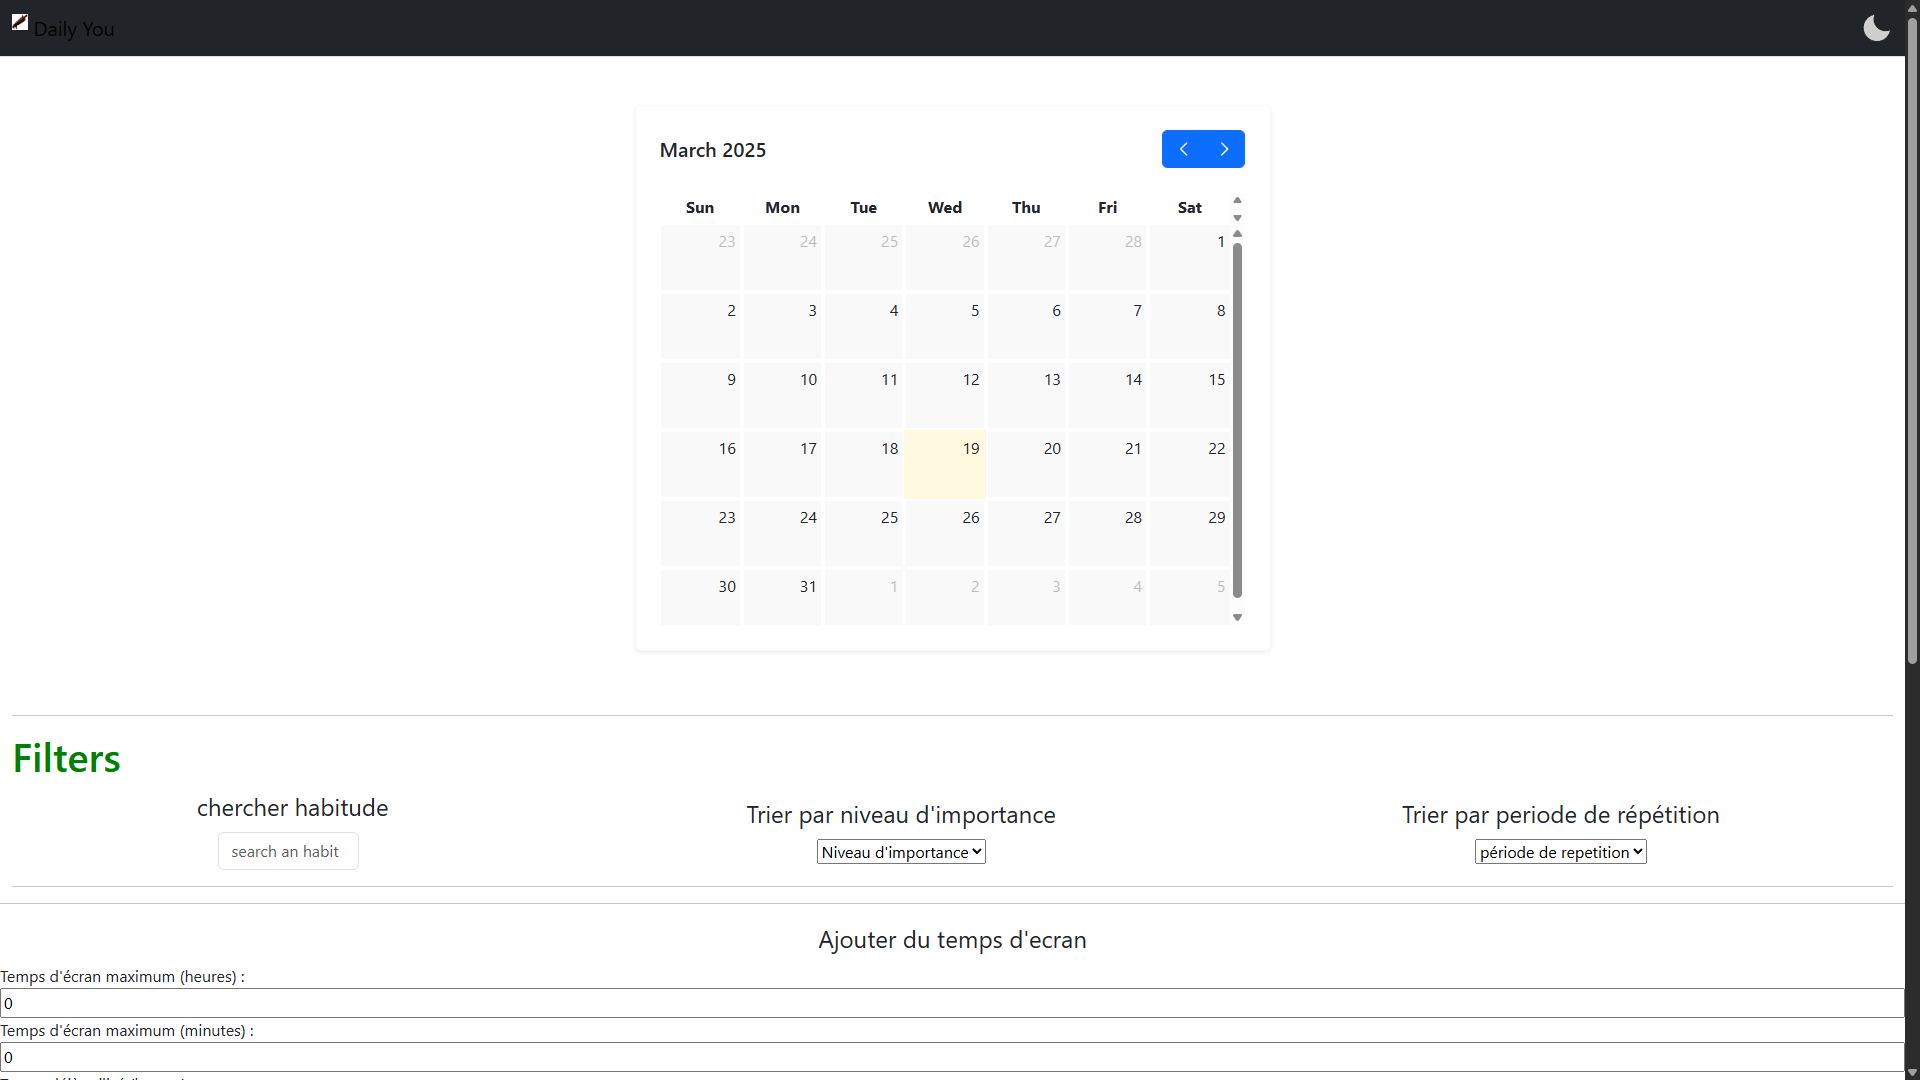 Daily You
March 2025
Sun Mon Tue Wed Thu Fri Sat
23 24 25 26 27 28 1
2 3 4 5 6 7 8
9 10 11 12 13 14 15
16 17 18 19 20 21 22
23 24 25 26 27 28 29
30 31 1 2 3 4 5
Filters
chercher habitude
search an habit
Trier par niveau d'importance
Niveau d'importance
Trier par periode de répétition
période de repetition
Ajouter du temps d'ecran
Temps d'écran maximum (heures) :
0
Temps d'écran maximum (minutes) :
0